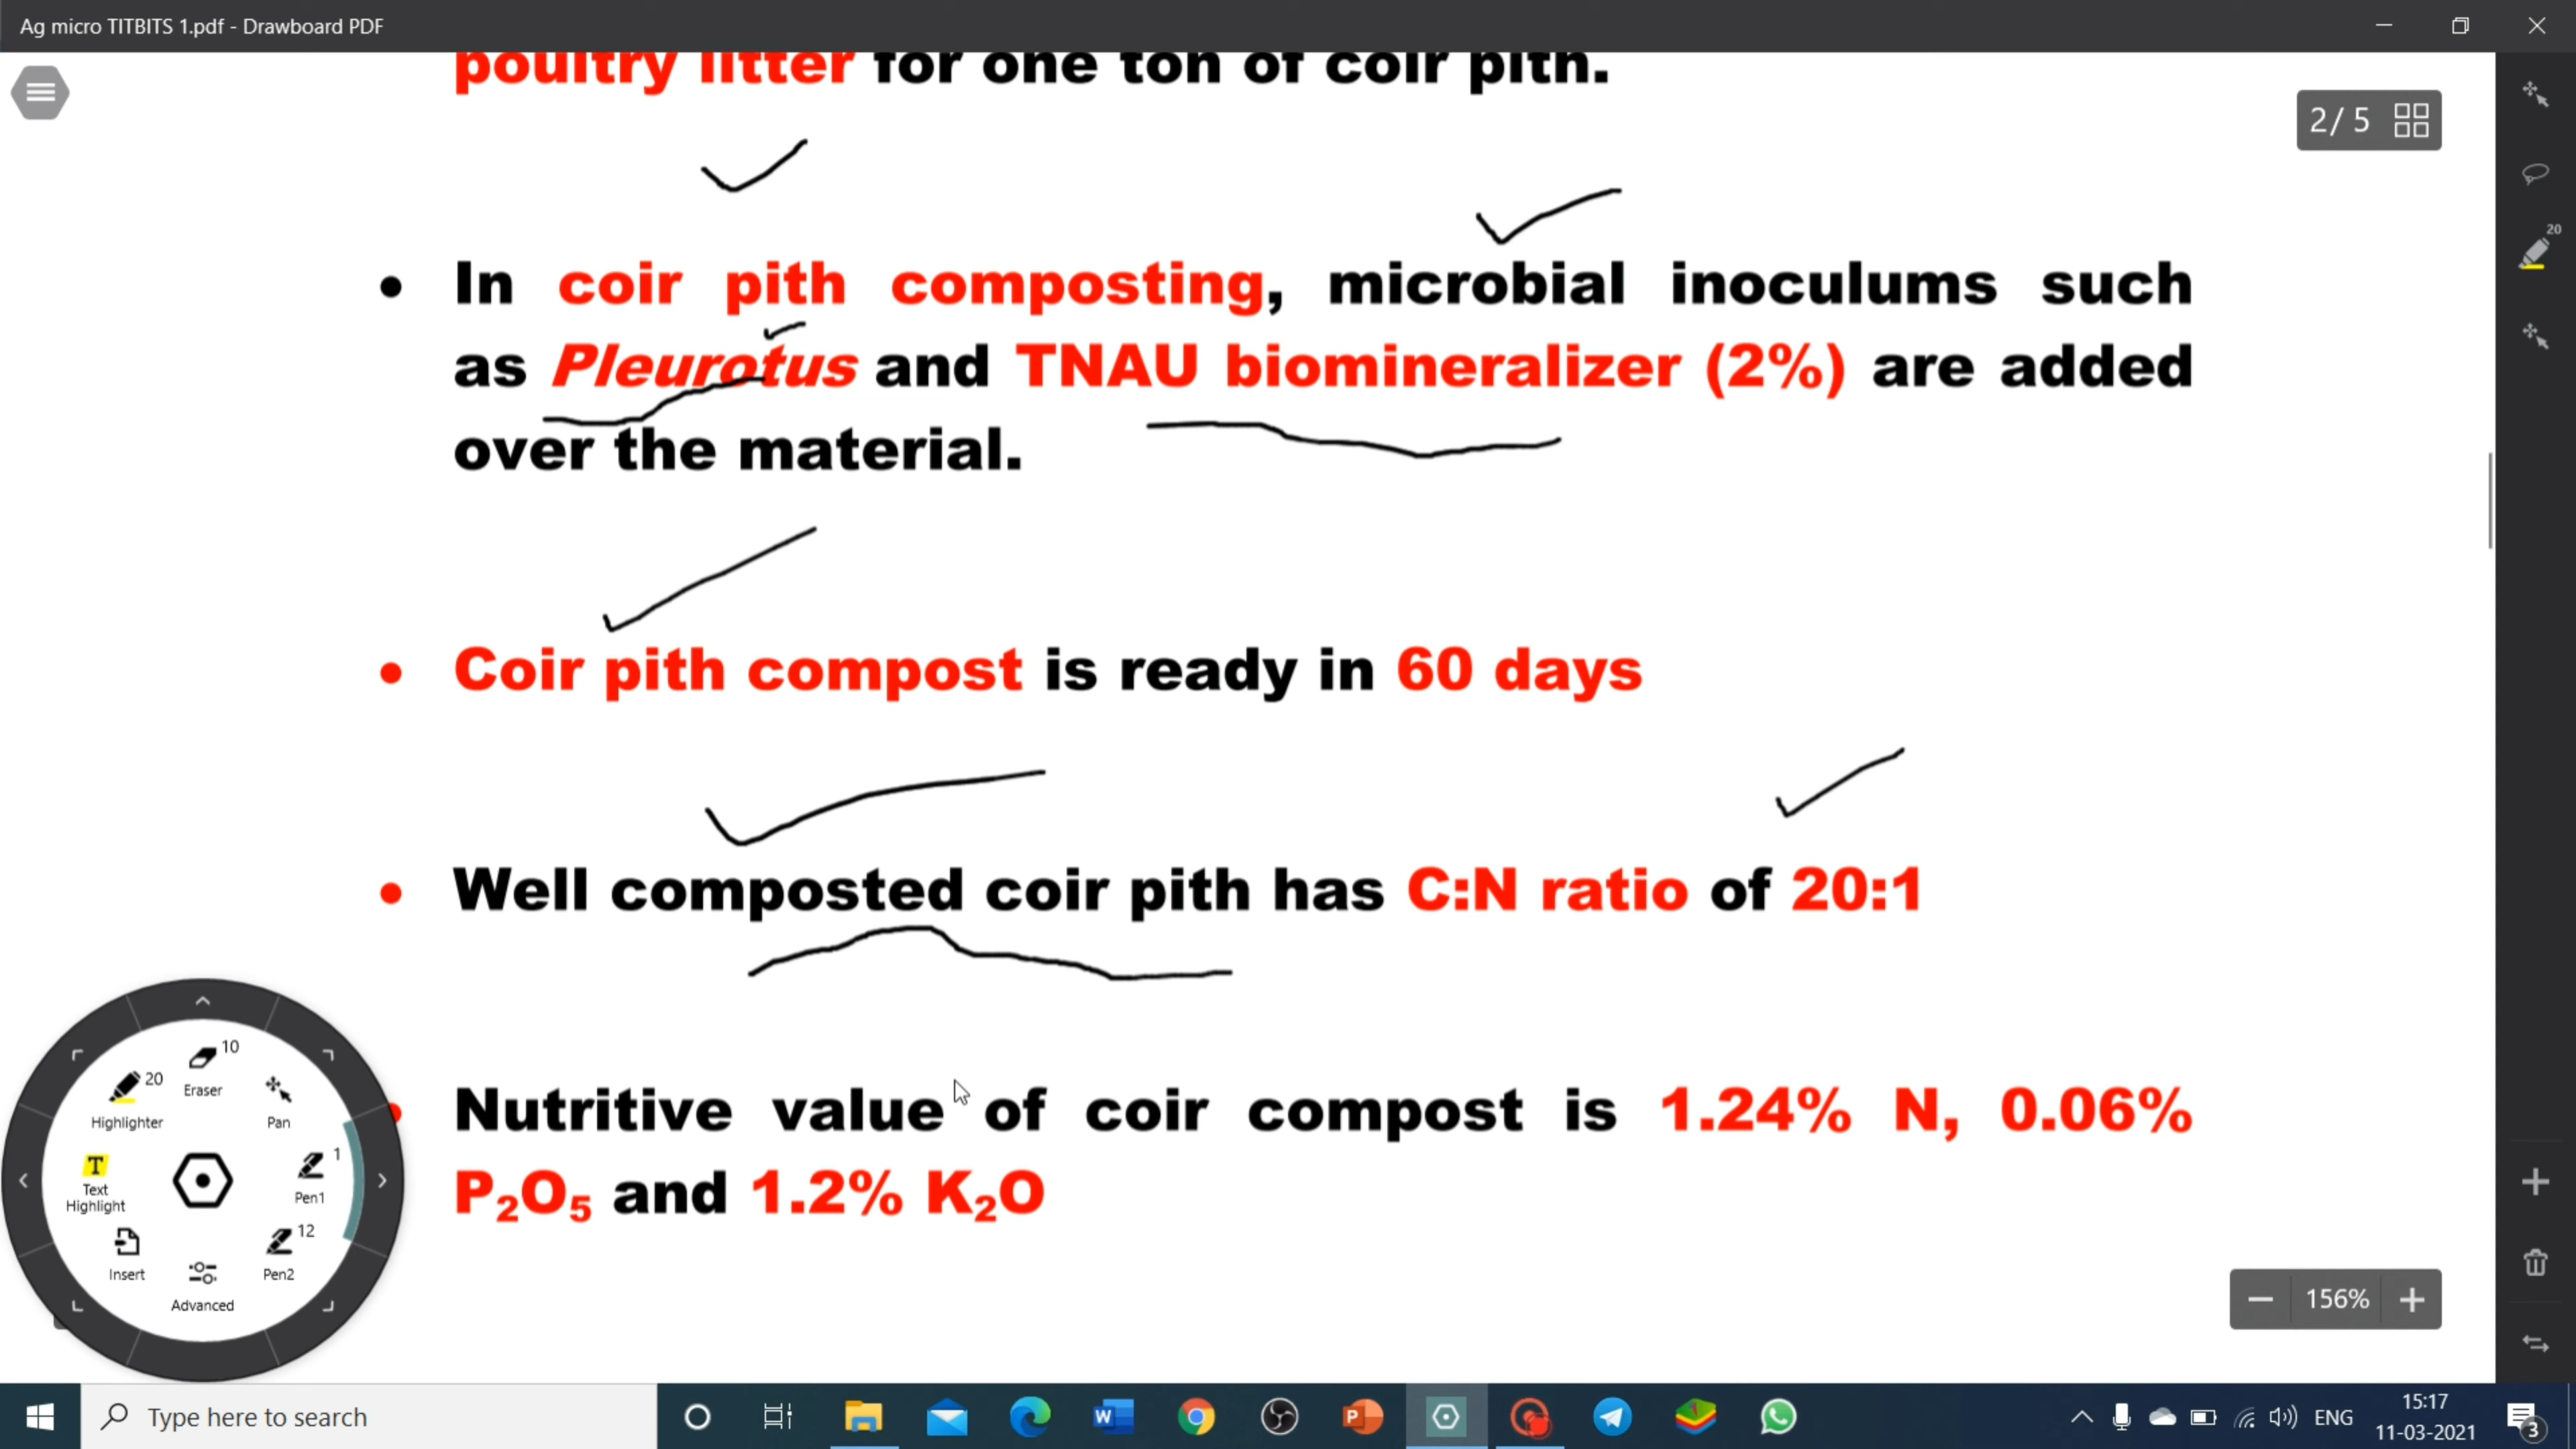 Ag micro TITBITS 1.pdf - Drawboard PDF
poultry litter for one ton of coir pith.
2/ 5
20
In coir pith composting, microbial inoculums such
as Pleurotus and TNAU biomineralizer (2%) are added
over the material.
Coir pith compost is ready in 60 days
Well composted coir pith has C:N ratio of 20:1
Nutritive value of coir compost is 1.24% N, 0.06%
P₂O₅ and 1.2% K₂O
10
Eraser
20
Highlighter
Pan
T
Text
Highlight
1
Pen1
Insert
12
Pen2
Advanced
156%
Type here to search
W
P
ENG
15:17
11-03-2021
3